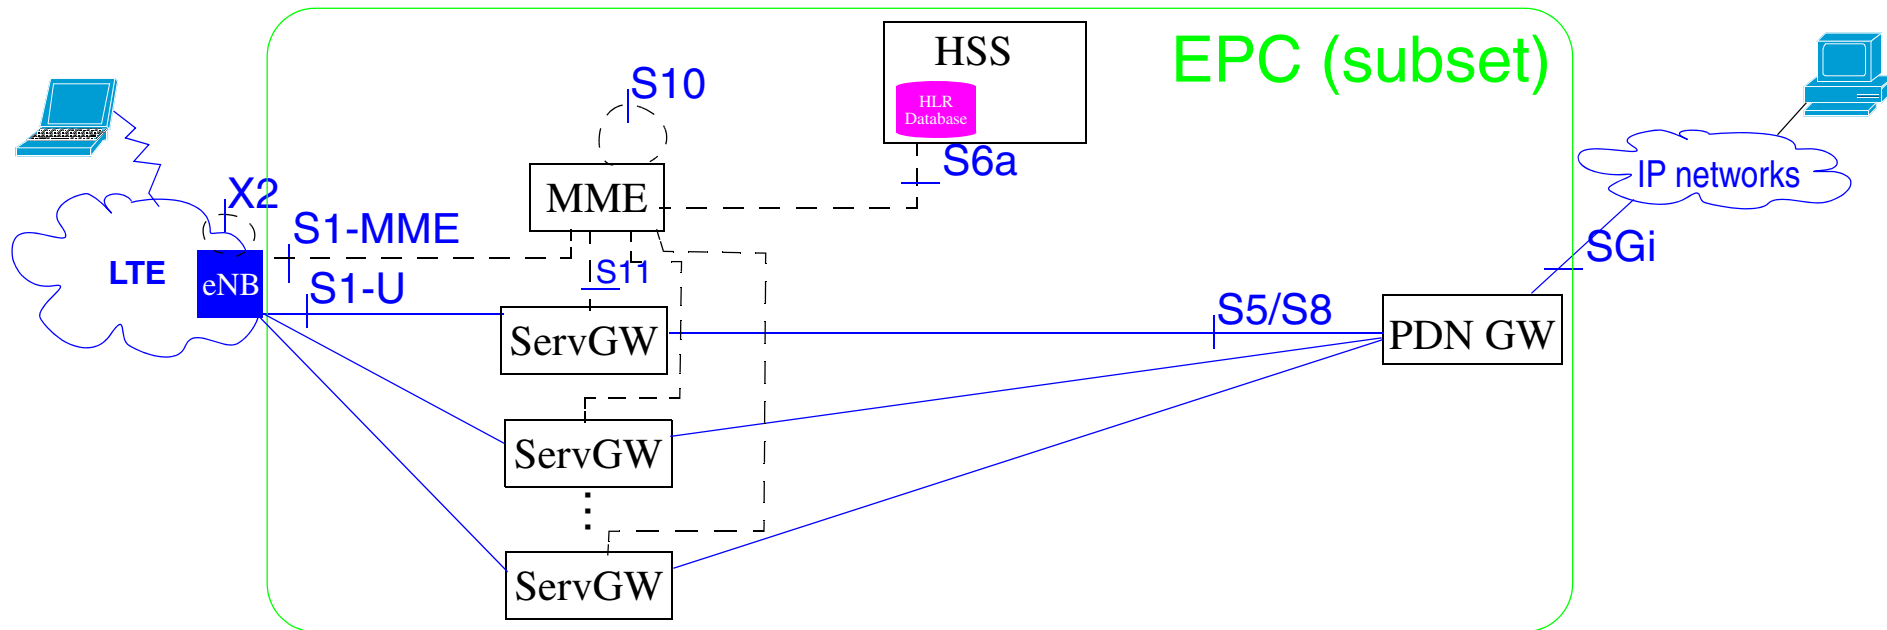 EPC (subset)
HSS
HLR
Database
S10
S6a
MME
X2
S1-MME
LTE
eNB
S11
S1-U
ServGW
S5/S8
PDN GW
SGi
IP networks
ServGW
ServGW